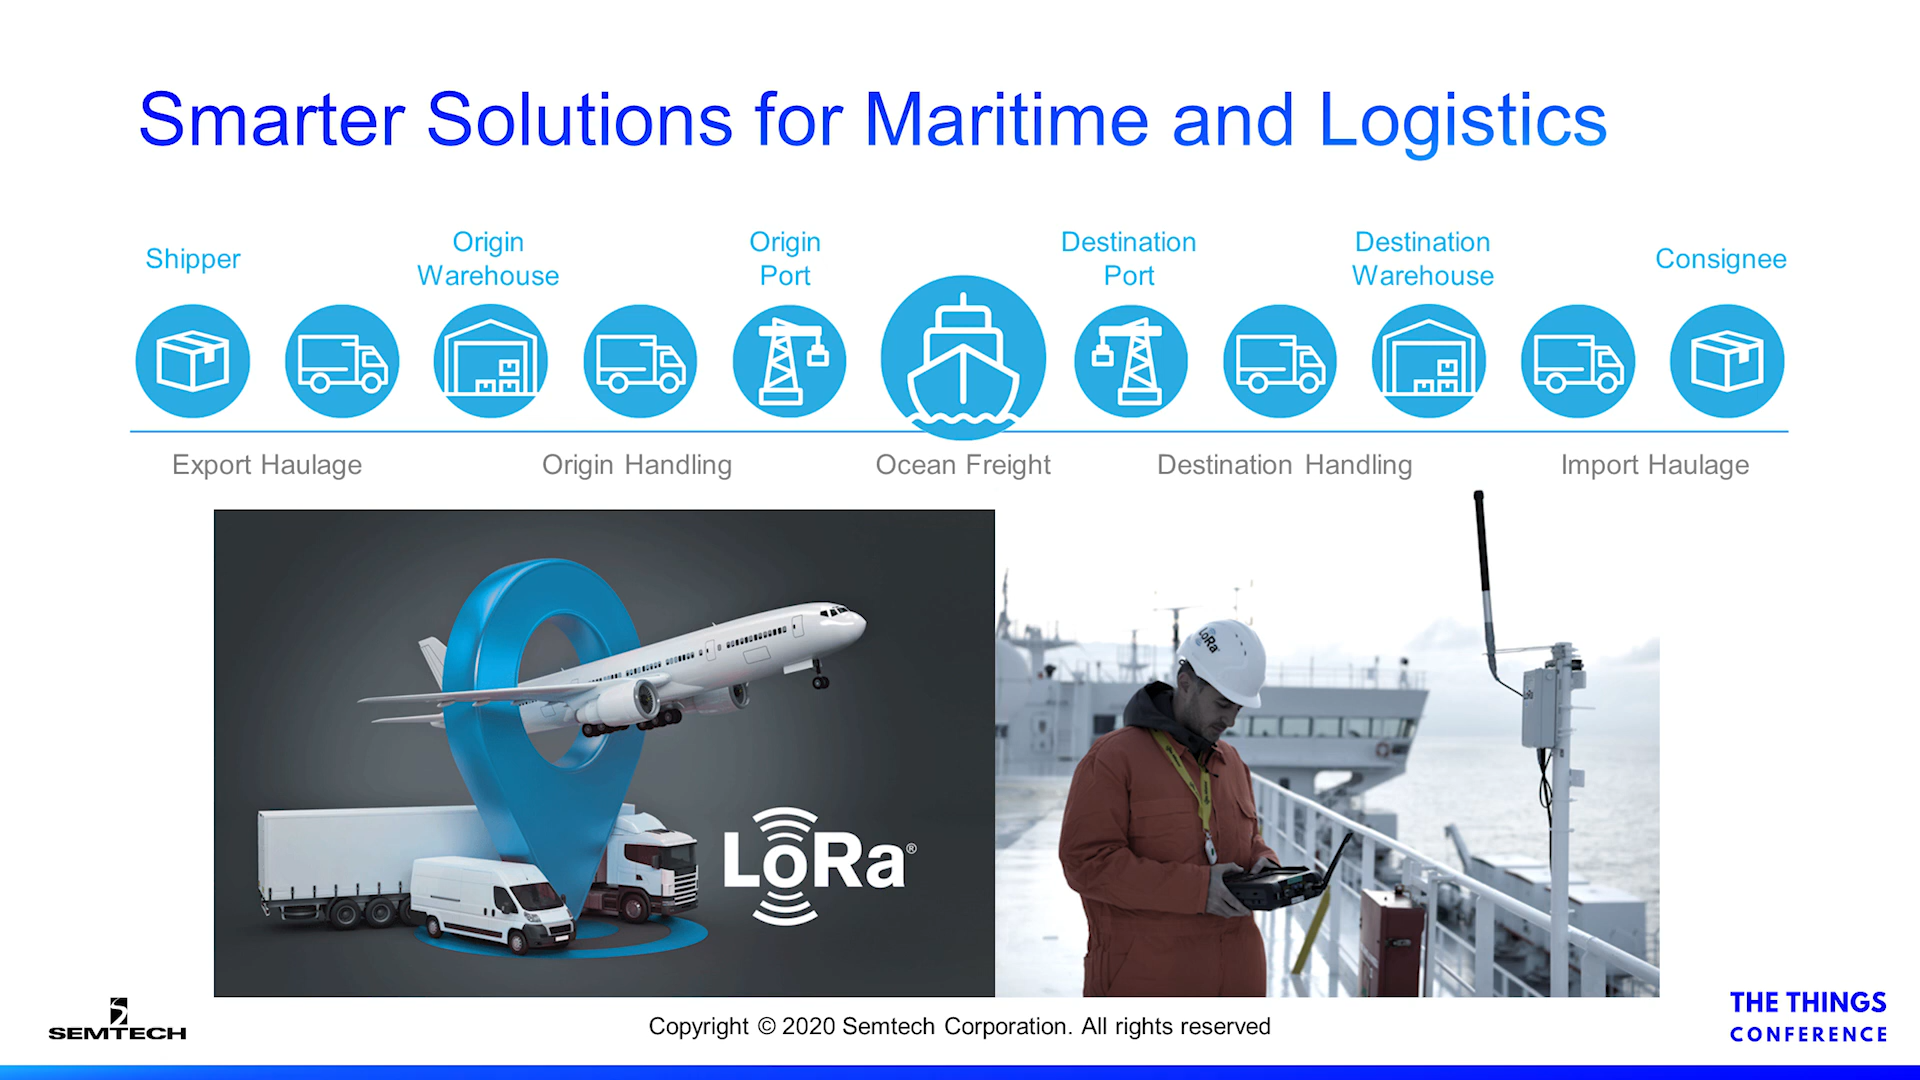 Smarter Solutions for Maritime and Logistics
Shipper
Origin
Warehouse
Origin
Port
Destination
Port
Destination
Warehouse
Consignee
Export Haulage
Origin Handling
Ocean Freight
Destination Handling
Import Haulage
LoRa®
LoRa
LoRa
SEMTECH
Copyright © 2020 Semtech Corporation. All rights reserved
THE THINGS
CONFERENCE